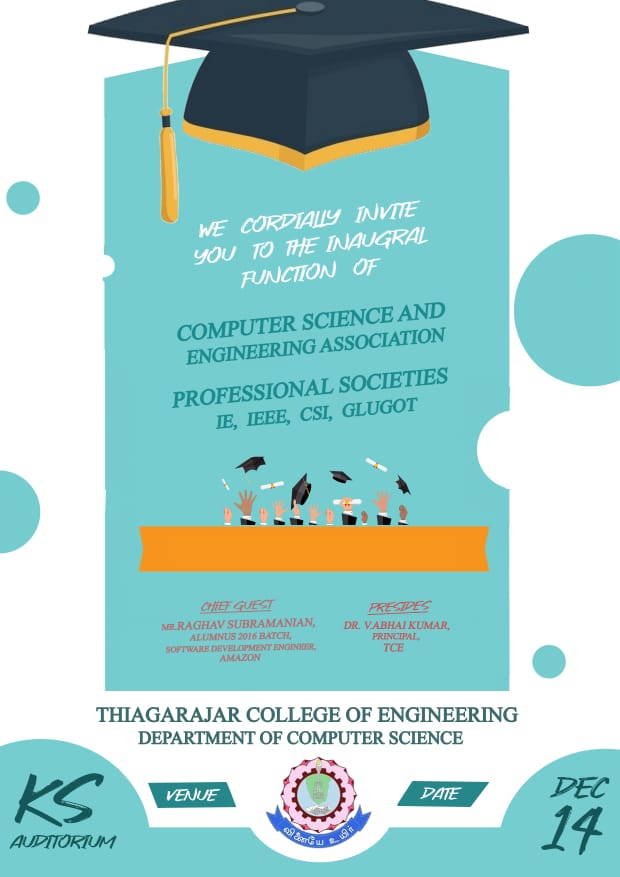 WE CORDIALLY INVITE
YOU TO THE INAUGRAL
FUNCTION OF
COMPUTER SCIENCE AND
ENGINEERING ASSOCIATION
PROFESSIONAL SOCIETIES
IE, IEEE, CSI, GLUGOT
CHIEF GUEST
MR.RAGHAV SUBRAMANIAN,
ALUMNUS 2016 BATCH,
SOFTWARE DEVELOPMENT ENGINEER,
AMAZON
PRESIDES
DR. V.ABHAI KUMAR,
PRINCIPAL,
TCE
THIAGARAJAR COLLEGE OF ENGINEERING
DEPARTMENT OF COMPUTER SCIENCE
KS
AUDITORIUM
VENUE
வினையே உயிர்
DATE
DEC
14